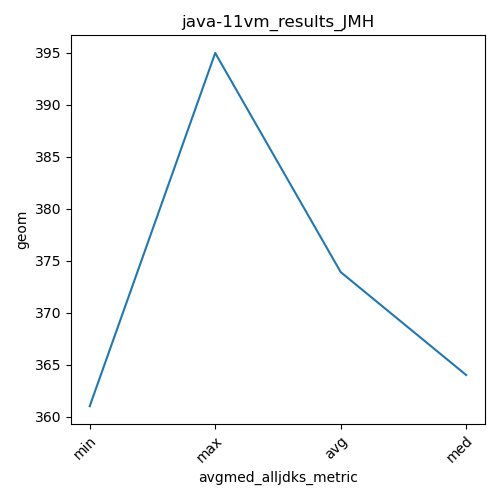 java-11vm_results_JMH
395
390
385
380
375
370
365
360
geom
min
max
avg
med
avgmed_alljdks_metric